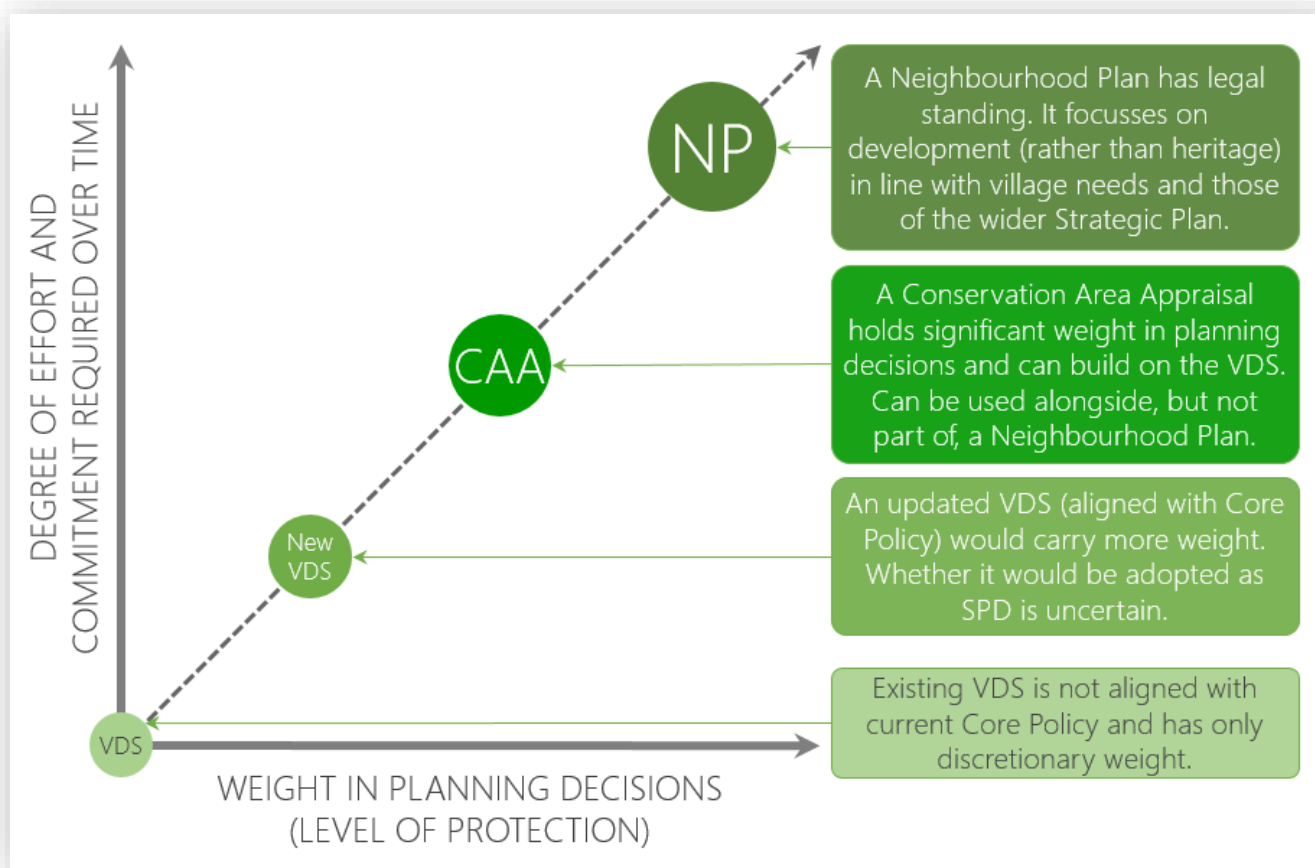 DEGREE OF EFFORT AND
COMMITMENT REQUIRED OVER TIME
NP
A Neighbourhood Plan has legal
standing. It focusses on
development (rather than heritage)
in line with village needs and those
of the wider Strategic Plan.
CAA
A Conservation Area Appraisal
holds significant weight in planning
decisions and can build on the VDS.
Can be used alongside, but not
part of, a Neighbourhood Plan.
New
VDS
An updated VDS (aligned with Core
Policy) would carry more weight.
Whether it would be adopted as
SPD is uncertain.
VDS
Existing VDS is not aligned with
current Core Policy and has only
discretionary weight.
WEIGHT IN PLANNING DECISIONS
(LEVEL OF PROTECTION)